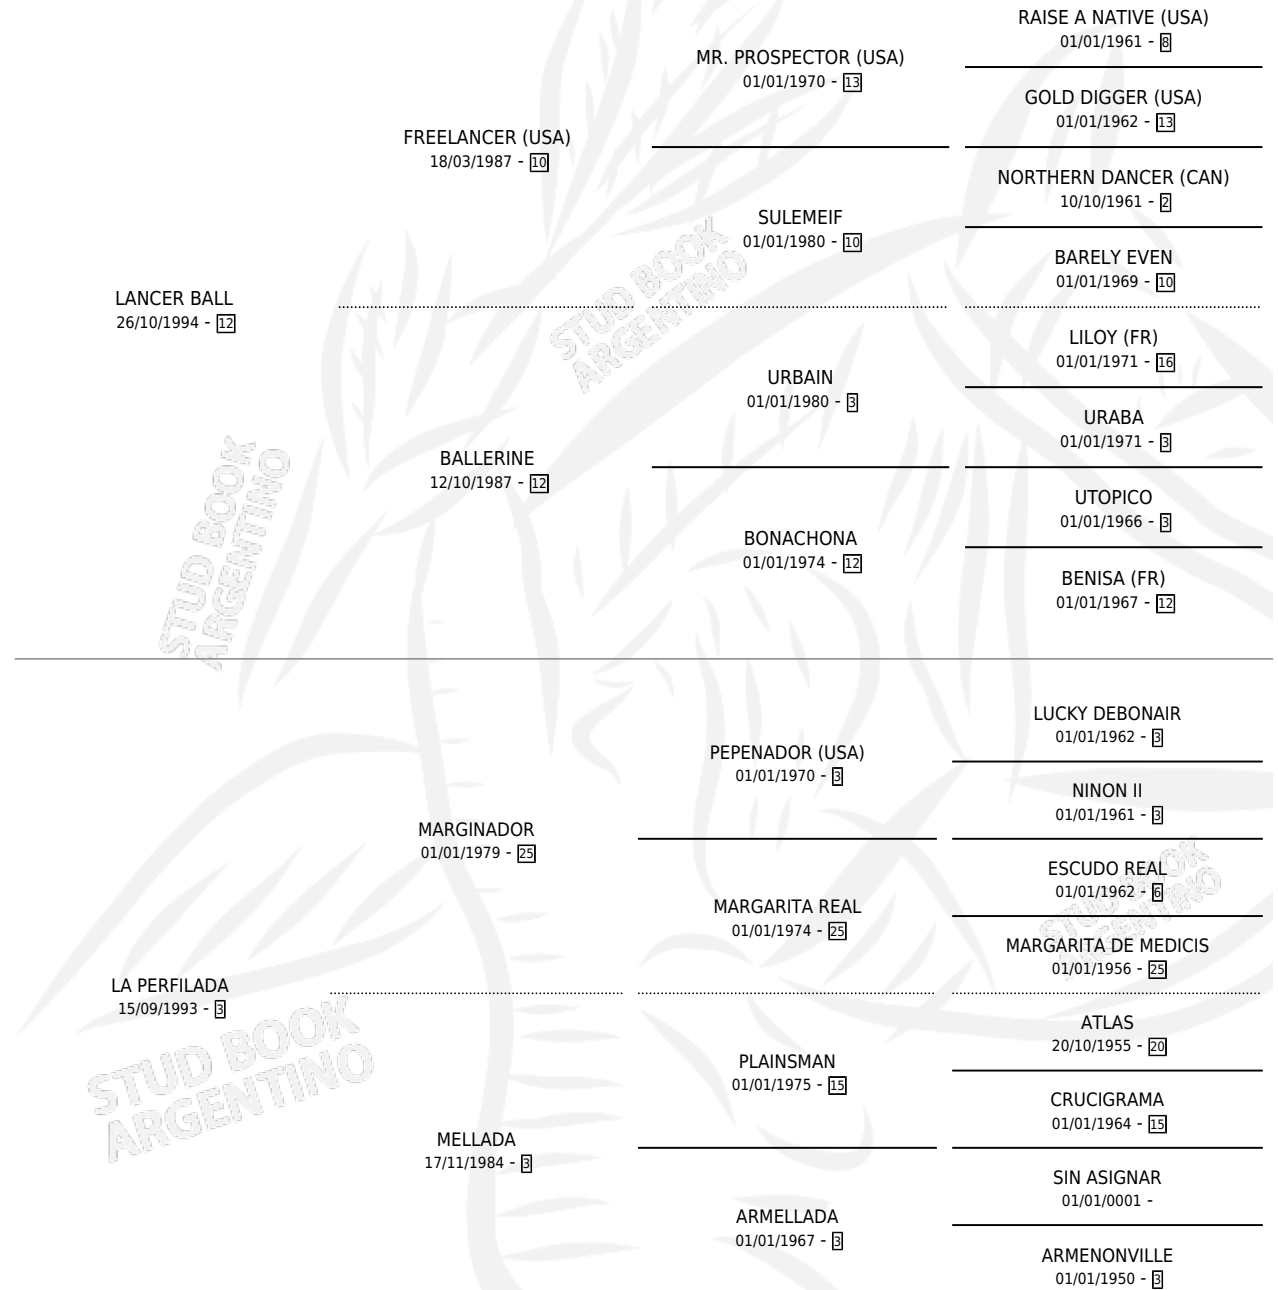 RAISE A NATIVE (USA)
01/01/1961 - 8
MR. PROSPECTOR (USA)
01/01/1970 - 13
GOLD DIGGER (USA)
01/01/1962 - 13
FREELANCER (USA)
18/03/1987 - 10
NORTHERN DANCER (CAN)
10/10/1961 - 2
SULEMEIF
01/01/1980 - 10
BARELY EVEN
01/01/1969 - 10
LANCER BALL
26/10/1994 - 12
LILOY (FR)
01/01/1971 - 16
URBAIN
01/01/1980 - 3
URABA
01/01/1971 - 3
BALLERINE
12/10/1987 - 12
UTOPICO
01/01/1966 - 3
BONACHONA
01/01/1974 - 12
BENISA (FR)
01/01/1967 - 12
LUCKY DEBONAIR
01/01/1962 - 3
PEPENADOR (USA)
01/01/1970 - 3
NINON II
01/01/1961 - 3
MARGINADOR
01/01/1979 - 25
ESCUDO REAL
01/01/1962 - 6
MARGARITA REAL
01/01/1974 - 25
MARGARITA DE MEDICIS
01/01/1956 - 25
LA PERFILADA
15/09/1993 - 3
ATLAS
20/10/1955 - 20
PLAINSMAN
01/01/1975 - 15
CRUCIGRAMA
01/01/1964 - 15
MELLADA
17/11/1984 - 3
SIN ASIGNAR
01/01/0001 -
ARMELLADA
01/01/1967 - 3
ARMENONVILLE
01/01/1950 - 3
STUD BOOK
ARGENTINO
STUD BOOK
ARGENTINO
STUD BOOK
ARGENTINO
STUD BOOK
ARGENTINO